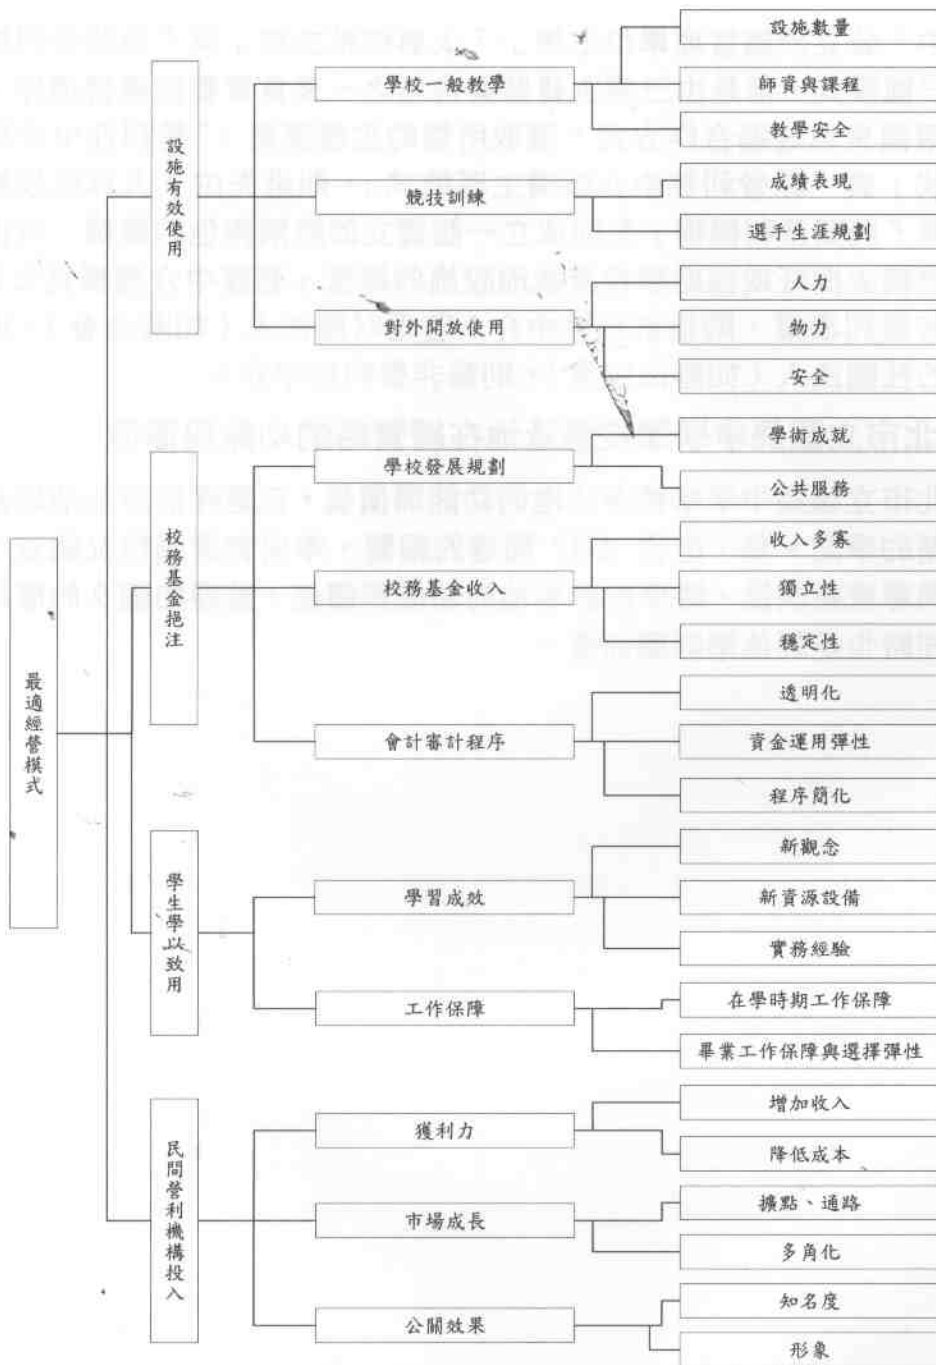 最適經營模式
設施有效使用
學校一般教學
設施數量
師資與課程
教學安全
競技訓練
成績表現
選手生涯規劃
對外開放使用
人力
物力
安全
校務基金挹注
學校發展規劃
學術成就
公共服務
校務基金收入
收入多寡
獨立性
穩定性
會計審計程序
透明化
資金運用彈性
程序簡化
學生學以致用
學習成效
新觀念
新資源設備
實務經驗
工作保障
在學時期工作保障
畢業工作保障與選擇彈性
民間營利機構投入
獲利力
增加收入
降低成本
市場成長
擴點、通路
多角化
公關效果
知名度
形象